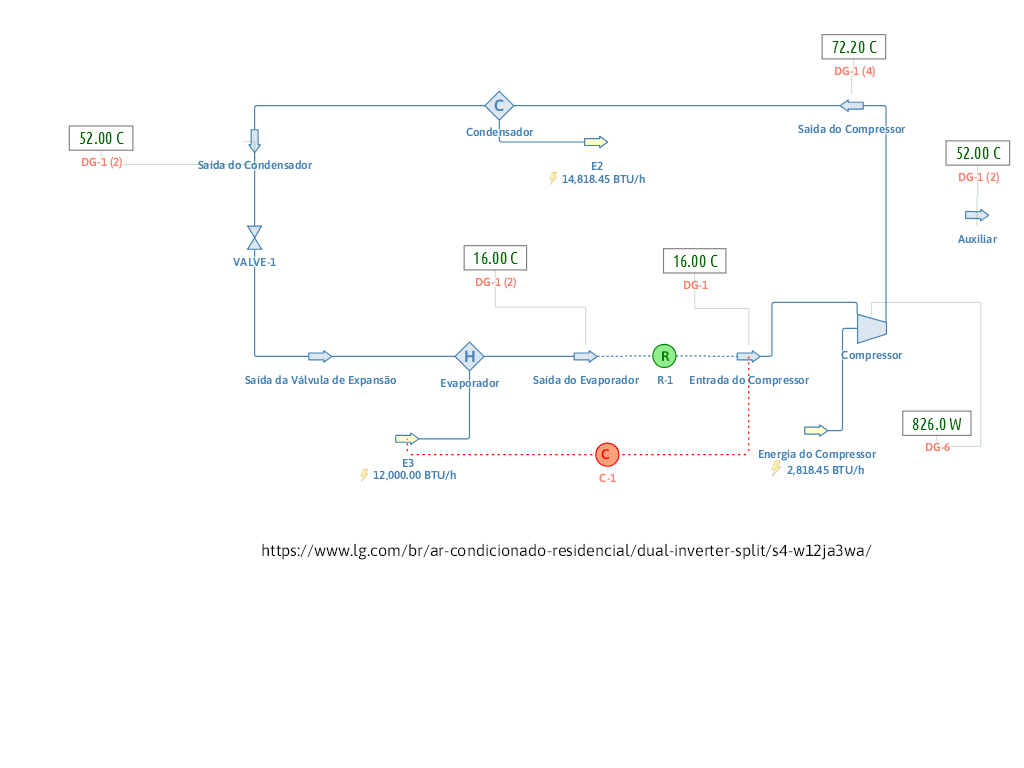 72.20 C
DG-1 (4)
C
Condensador
Saida do Compressor
52.00 C
DG-1 (2)
Saida do Condensador
E2
14,818.45 BTU/h
52.00 C
DG-1 (2)
Auxiliar
VALVE-1
16.00 C
DG-1 (2)
16.00 C
DG-1
H
R
Compressor
Saida da Válvula de Expansão
Evaporador
Saida do Evaporador
R-1
Entrada do Compressor
826.0 W
DG-6
E3
12,000.00 BTU/h
C
C-1
Energia do Compressor
2,818.45 BTU/h
https://www.lg.com/br/ar-condicionado-residencial/dual-inverter-split/s4-w12ja3wa/